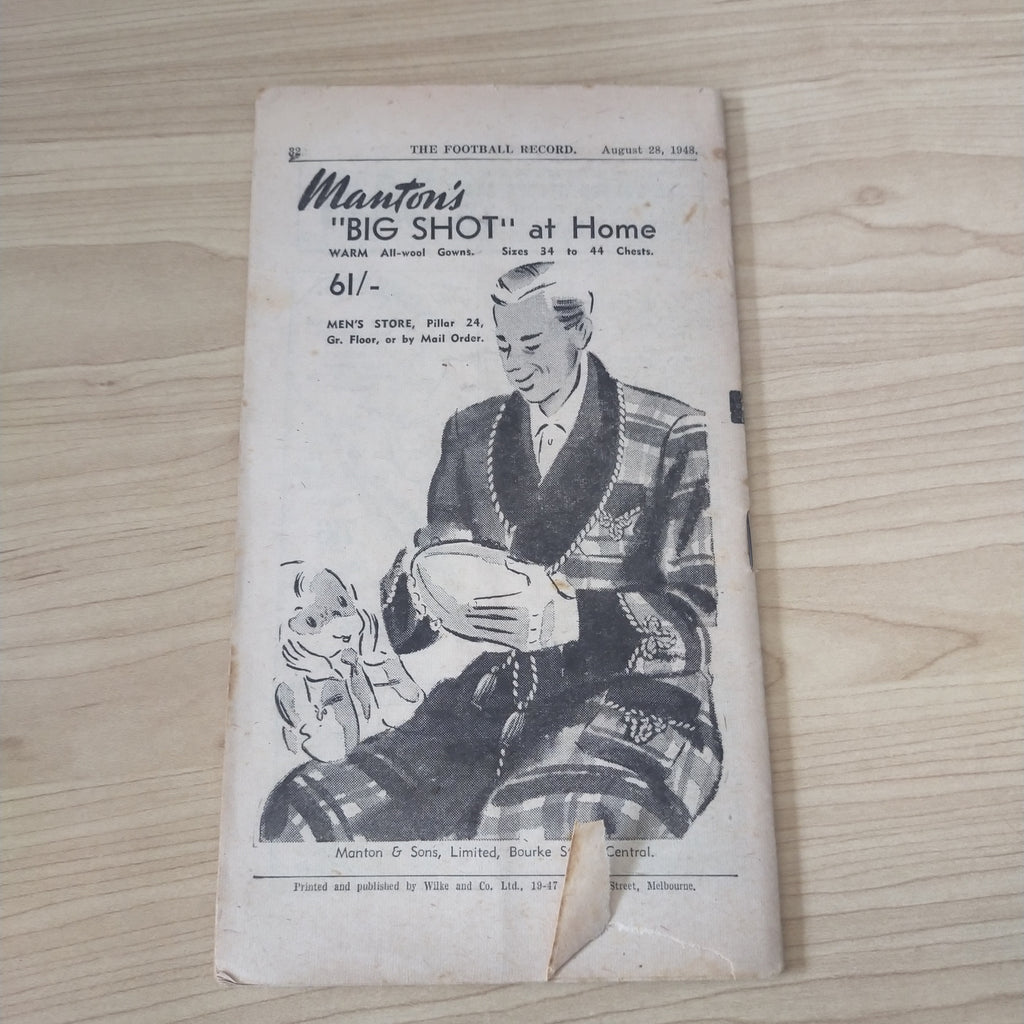 32 THE FOOTBALL RECORD. August 28, 1948.
Manton's
"BIG SHOT" at Home
WARM All-wool Gowns. Sizes 34 to 44 Chests.
61/-
MEN'S STORE, Pillar 24,
Gr. Floor, or by Mail Order.
Manton & Sons, Limited, Bourke Central.
Printed and published by Wilke and Co. Ltd., 19-47 Street, Melbourne.